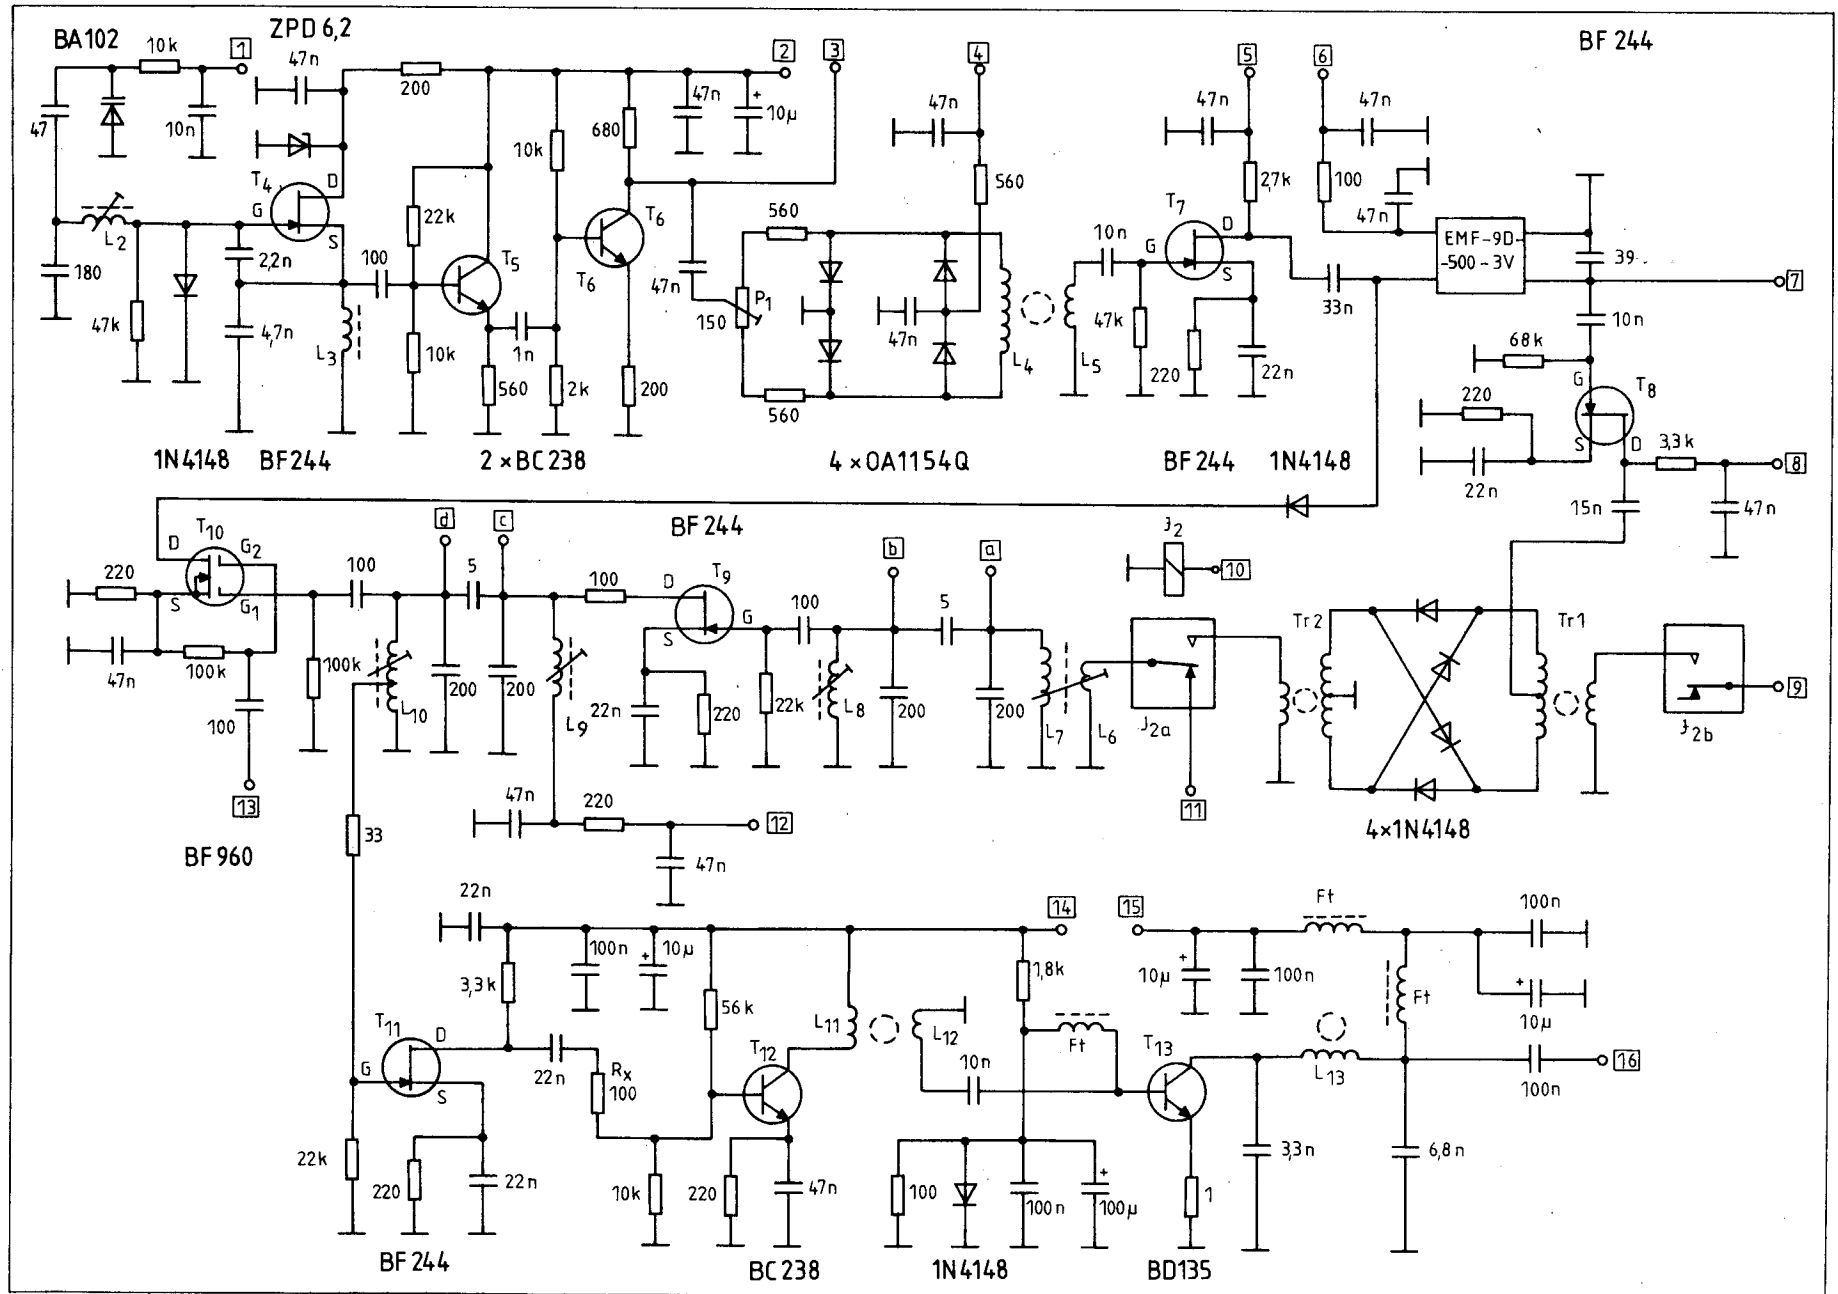 BA102
ZPD 6,2
BF 244
10k
1
47n
200
2
3
4
5
6
47
10n
680
47n
10µ
+
47n
47n
47n
10k
560
2,7k
100
47n
T4
D
G
S
L2
22k
T6
T6
560
T7
10n
G
D
S
EMF-9D-
-500-3V
39
7
180
2,2n
100
T5
47n
P1
150
47n
47k
33n
10n
47k
4,7n
L3
10k
1n
L4
L5
68k
G
T8
560
2k
200
560
220
22n
220
S
D
3,3k
8
1N4148
BF244
2×BC238
4×OA1154Q
BF244
1N4148
22n
15n
47n
T10
D
G2
G1
S
220
d
c
BF 244
b
a
J2
10
100
5
100
D
T9
S
G
100
5
Tr2
Tr1
47n
100k
100k
200
200
L10
L9
22n
220
22k
L8
200
200
L7
L6
J2a
J2b
9
100
13
47n
220
12
11
33
BF960
47n
4×1N4148
22n
14
15
Ft
100n
3,3k
100n
+
10µ
56k
1,8k
+
10µ
100n
Ft
+
10µ
T11
D
G
S
L11
L12
Ft
22n
Rx
100
T12
10n
T13
L13
100n
16
22k
220
22n
10k
220
47n
100
100n
+
100µ
1
3,3n
6,8n
BF244
BC238
1N4148
BD135